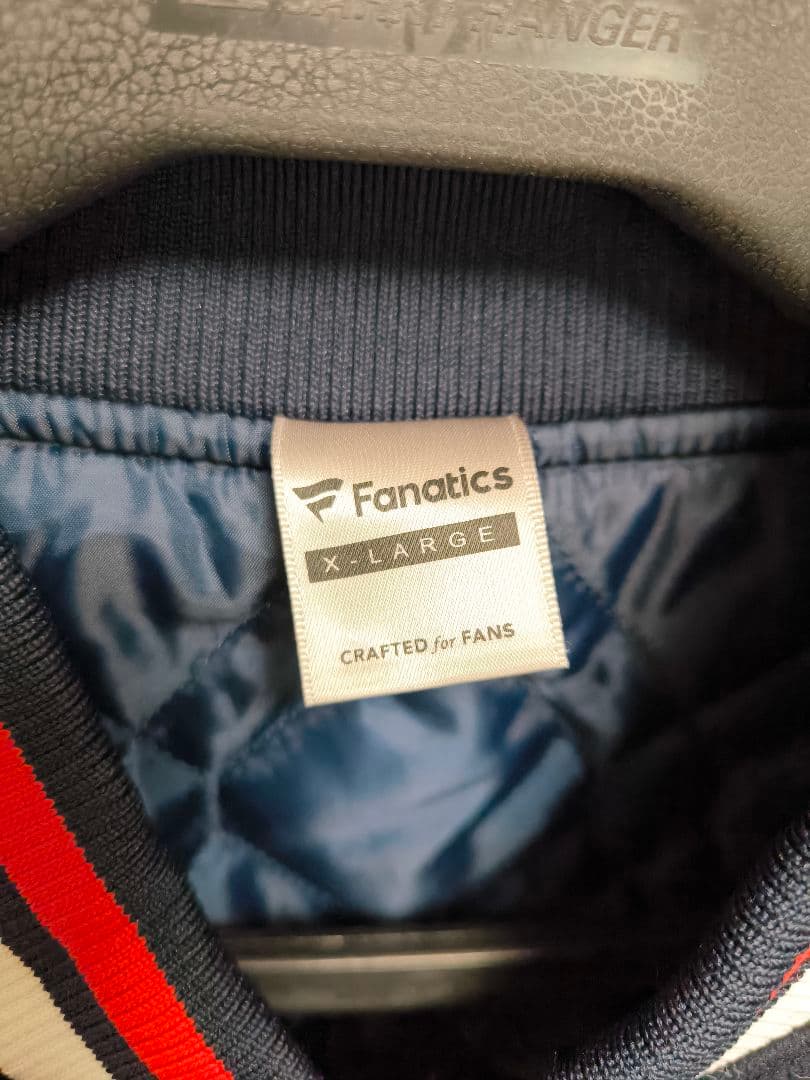 Fanatics
X-LARGE
CRAFTED for FANS